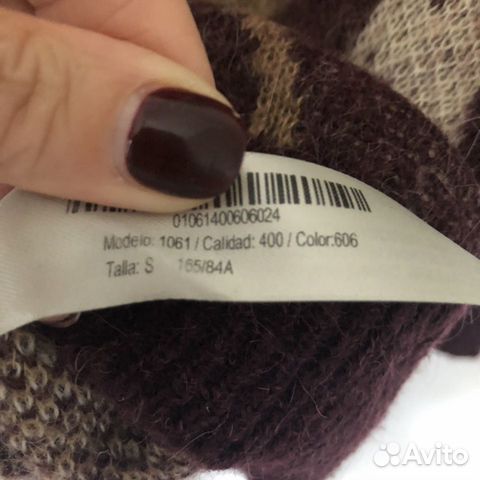 01061400606024
Modelo: 1061 / Calidad: 400 / Color:606
Talla: S 165/84A
Avito